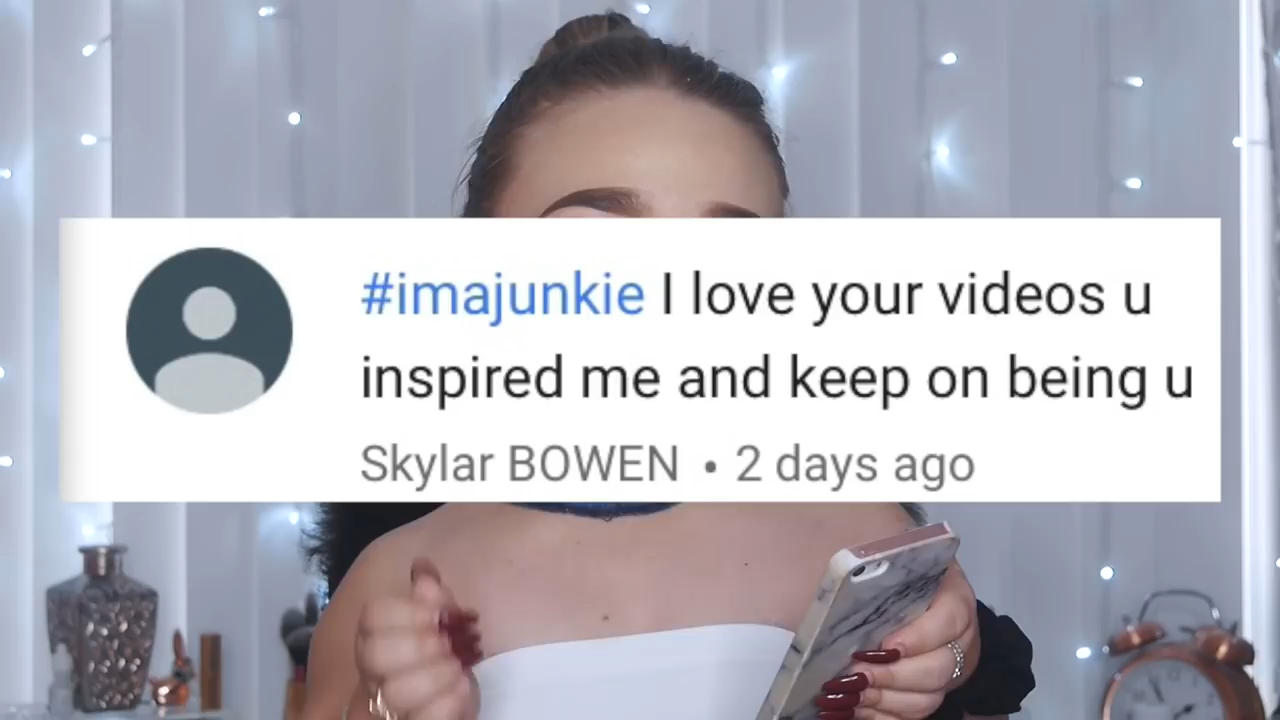 #imajunkie I love your videos u
inspired me and keep on being u
Skylar BOWEN • 2 days ago